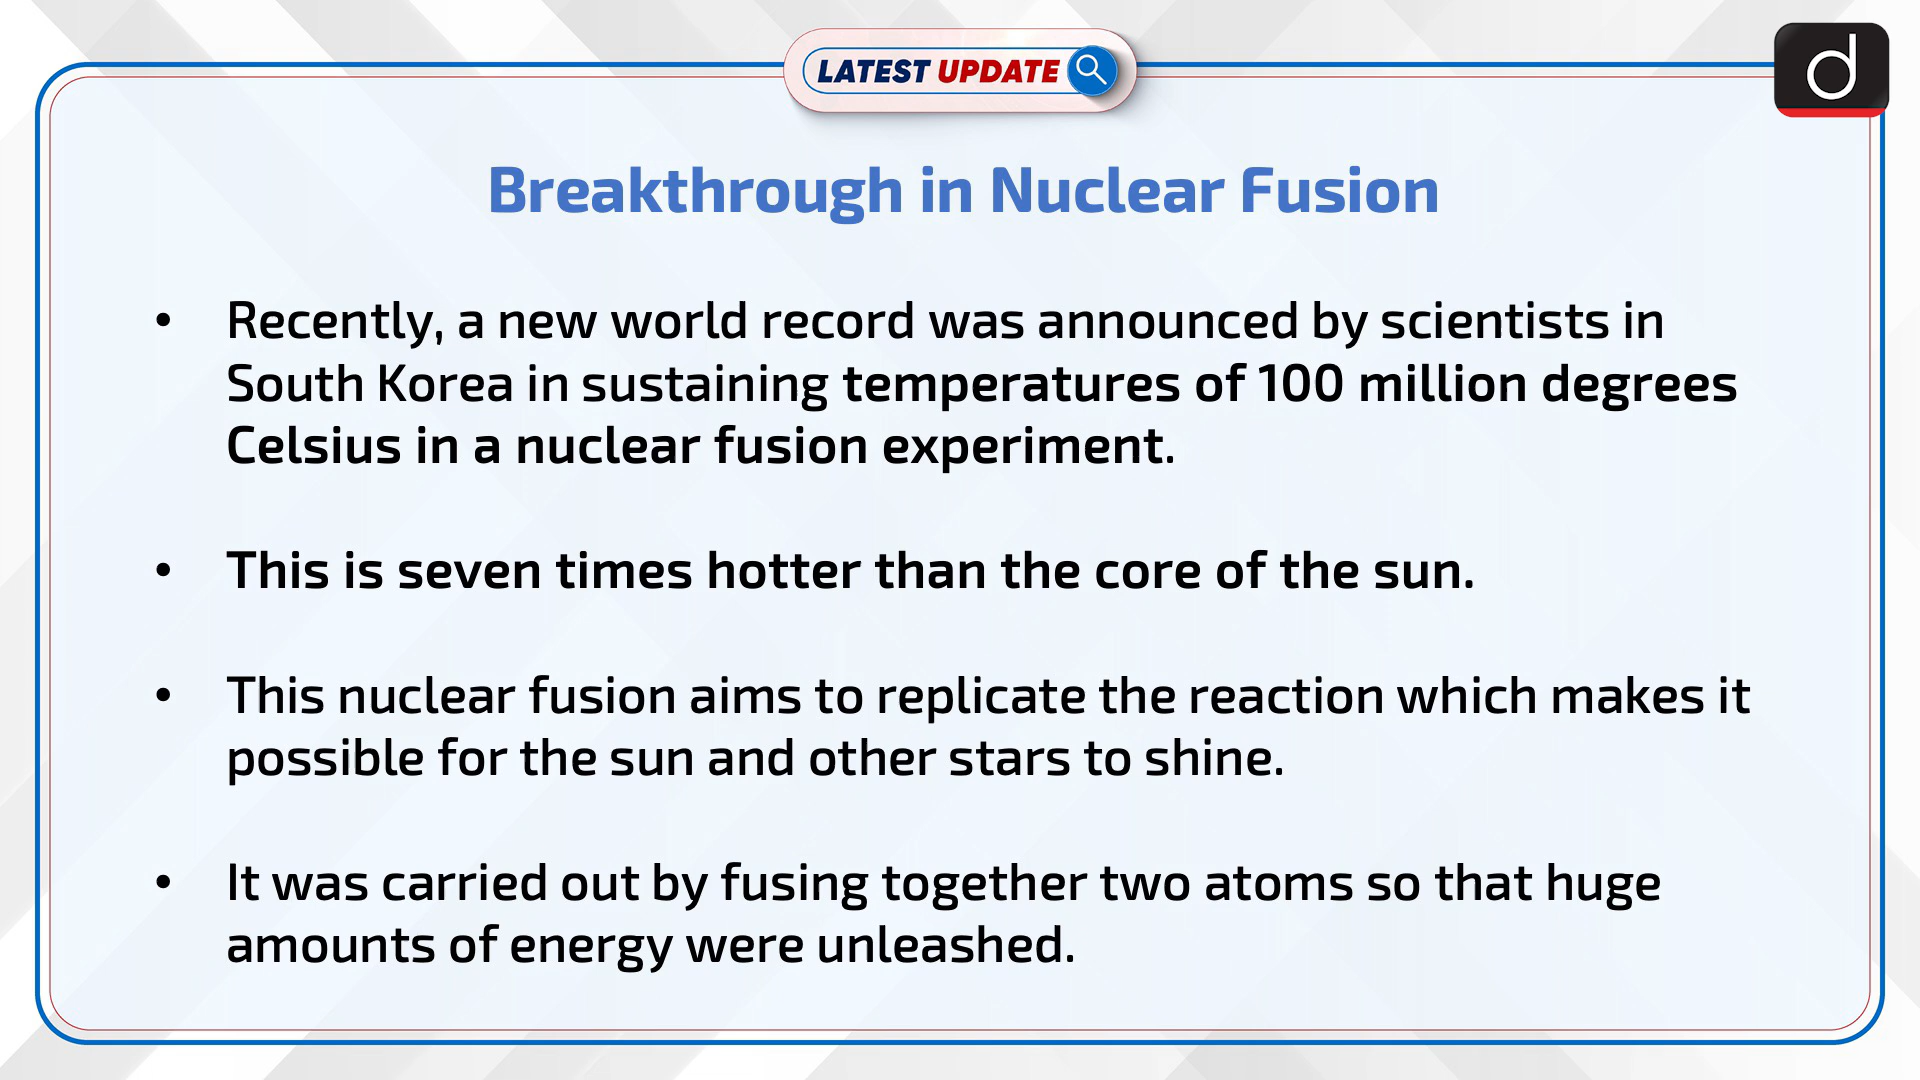 LATEST UPDATE
d
Breakthrough in Nuclear Fusion
• Recently, a new world record was announced by scientists in
South Korea in sustaining temperatures of 100 million degrees
Celsius in a nuclear fusion experiment.
• This is seven times hotter than the core of the sun.
• This nuclear fusion aims to replicate the reaction which makes it
possible for the sun and other stars to shine.
• It was carried out by fusing together two atoms so that huge
amounts of energy were unleashed.